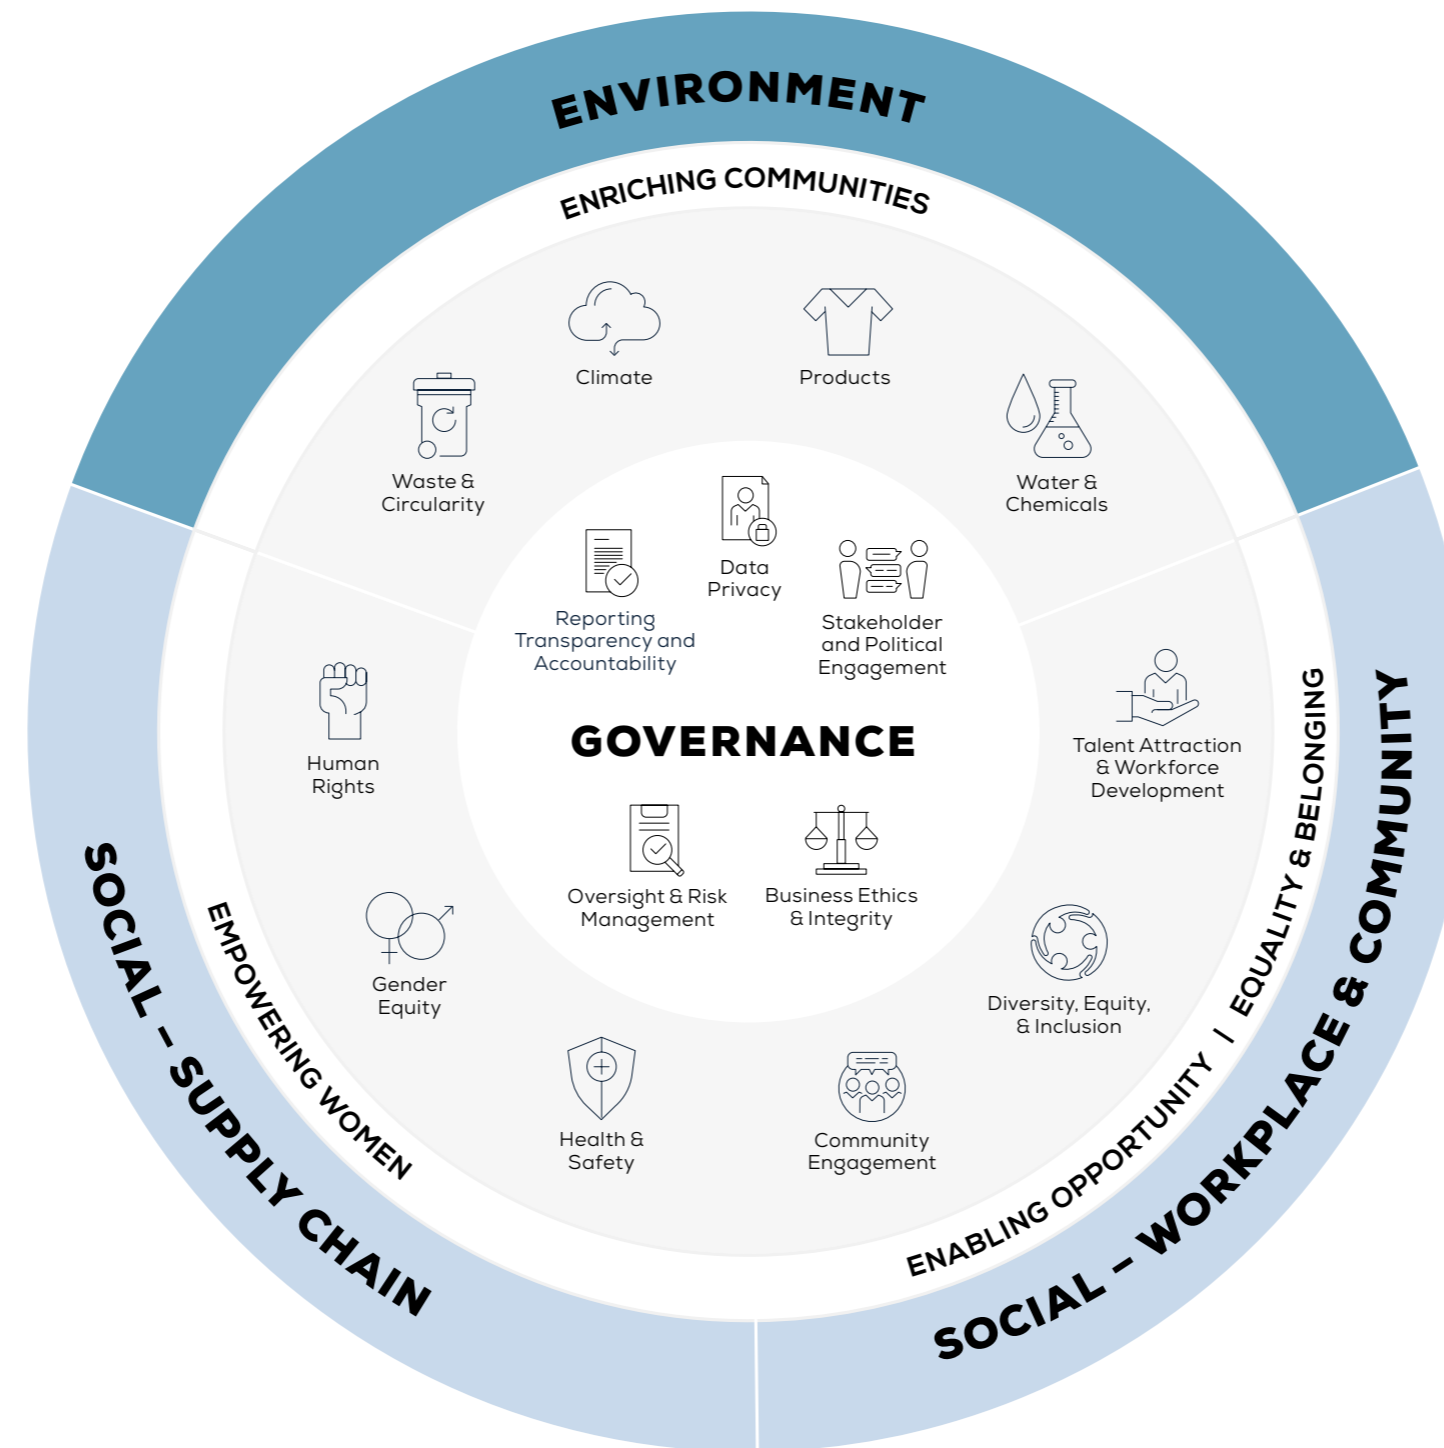 ENVIRONMENT
ENRICHING COMMUNITIES
Climate
Products
Waste &
Circularity
Water &
Chemicals
Data
Privacy
Reporting
Transparency and
Accountability
Stakeholder
and Political
Engagement
GOVERNANCE
Oversight & Risk
Management
Business Ethics
& Integrity
Human
Rights
Gender
Equity
Health &
Safety
Talent Attraction
& Workforce
Development
Diversity, Equity,
& Inclusion
Community
Engagement
EMPOWERING WOMEN
SOCIAL – SUPPLY CHAIN
ENABLING OPPORTUNITY | EQUALITY & BELONGING
SOCIAL – WORKPLACE & COMMUNITY